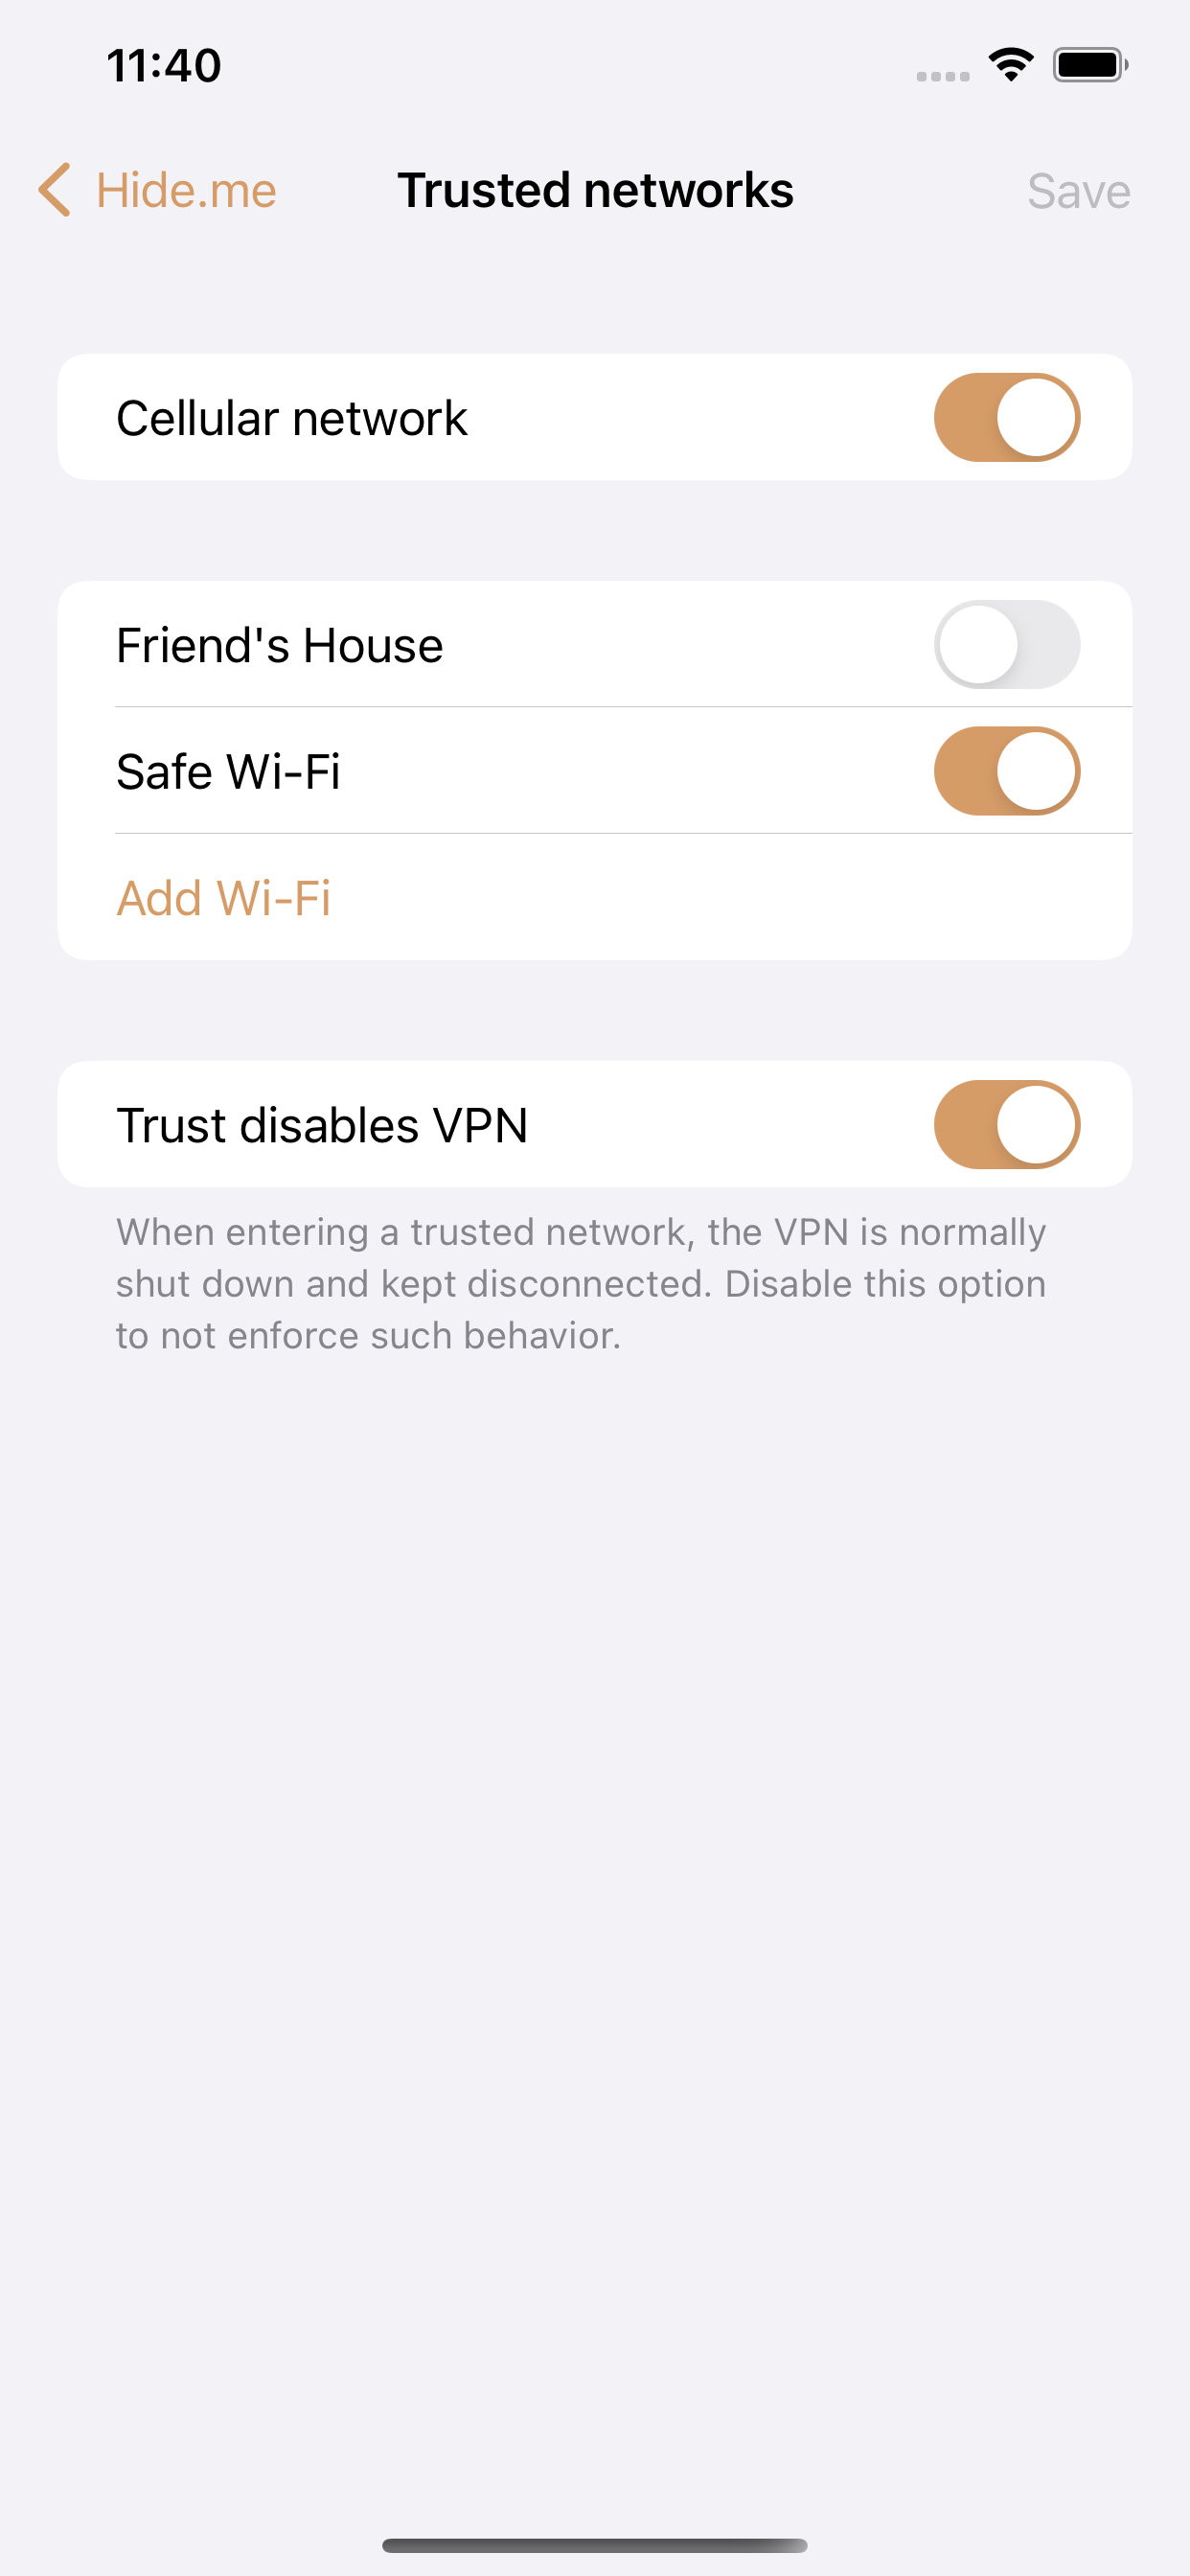 11:40
Hide.me
Trusted networks
Save
Cellular network
Friend's House
Safe Wi-Fi
Add Wi-Fi
Trust disables VPN
When entering a trusted network, the VPN is normally
shut down and kept disconnected. Disable this option
to not enforce such behavior.